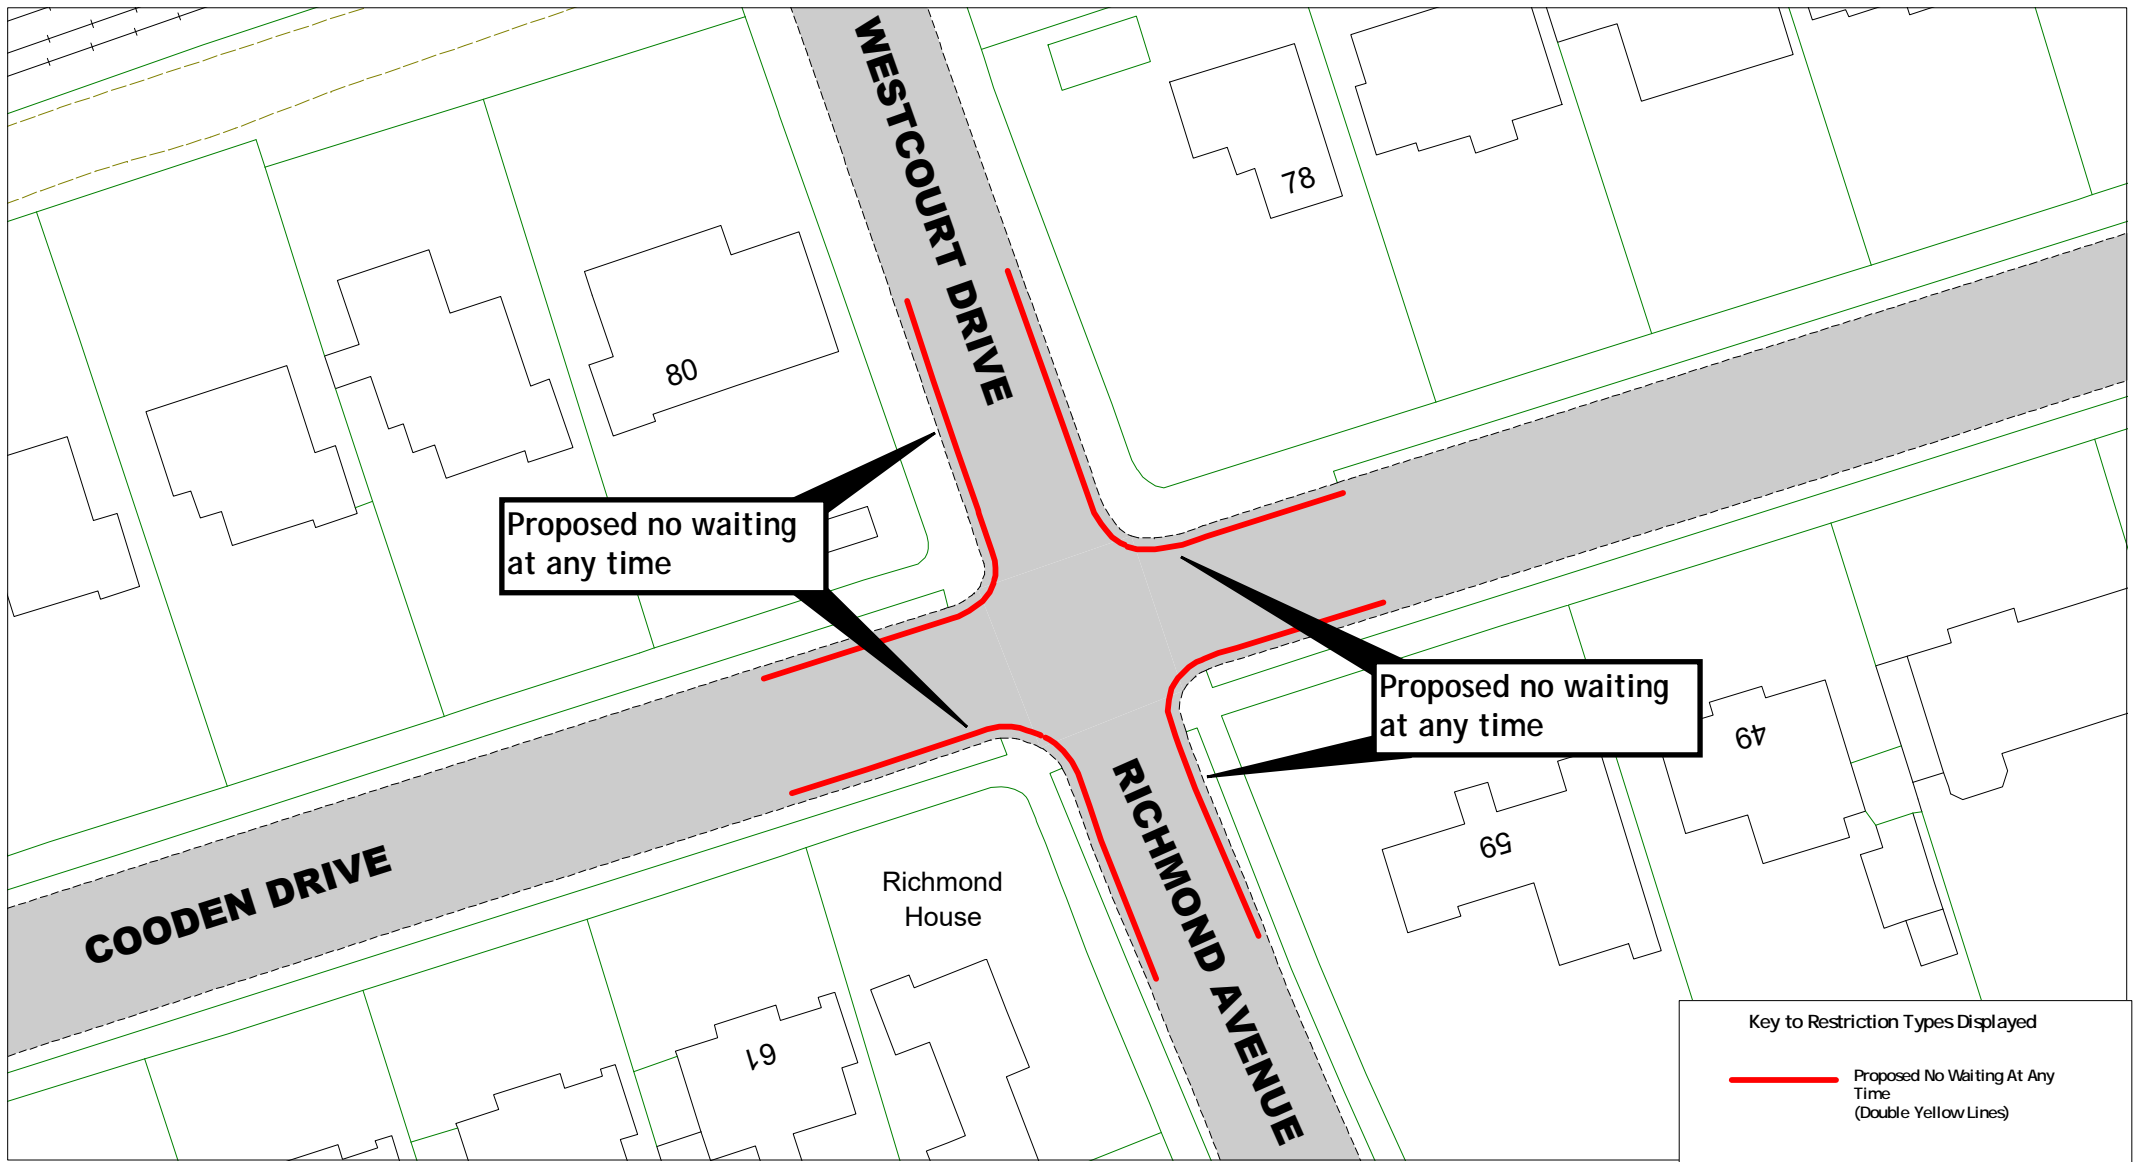 WESTCOURT DRIVE
78
80
Proposed no waiting
at any time
Proposed no waiting
at any time
49
59
COODEN DRIVE
Richmond
House
RICHMOND AVENUE
61
Key to Restriction Types Displayed
Proposed No Waiting At Any
Time
(Double Yellow Lines)